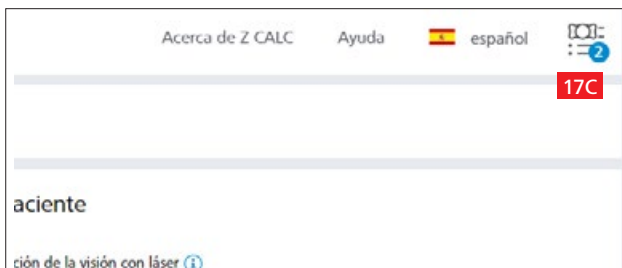 Acerca de Z CALC Ayuda español 2
17C
aciente
ción de la visión con láser